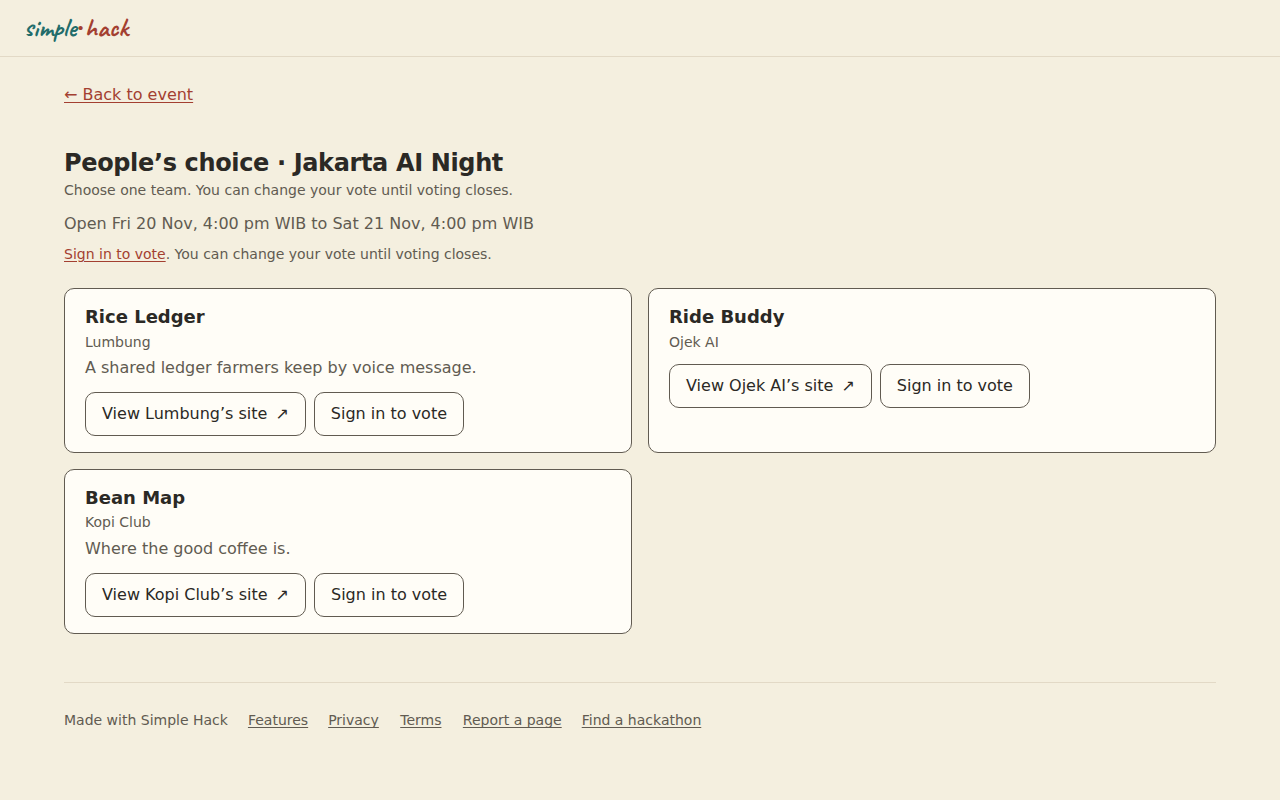 simple·hack
← Back to event
People’s choice · Jakarta AI Night
Choose one team. You can change your vote until voting closes.
Open Fri 20 Nov, 4:00 pm WIB to Sat 21 Nov, 4:00 pm WIB
Sign in to vote. You can change your vote until voting closes.
Rice Ledger
Lumbung
A shared ledger farmers keep by voice message.
View Lumbung’s site ↗
Sign in to vote
Ride Buddy
Ojek AI
View Ojek AI’s site ↗
Sign in to vote
Bean Map
Kopi Club
Where the good coffee is.
View Kopi Club’s site ↗
Sign in to vote
Made with Simple Hack Features Privacy Terms Report a page Find a hackathon